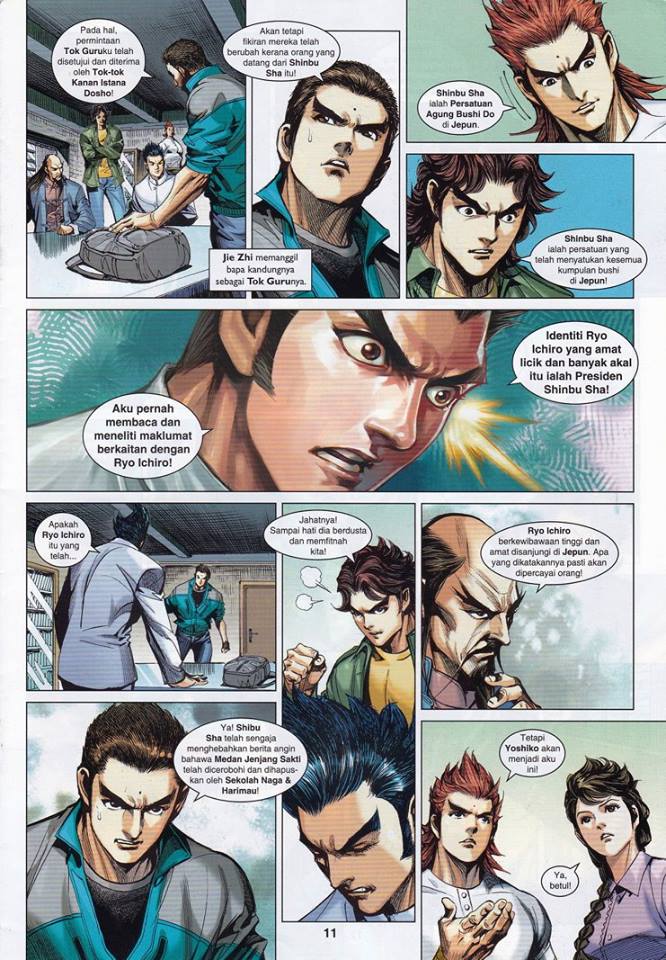 Pada hal,
permintaan
Tok Guruku telah
disetujui dan diterima
oleh Tok-tok
Kanan Istana
Dosho!
Akan tetapi
fikiran mereka telah
berubah kerana orang yang
datang dari Shinbu
Sha itu!
Jie Zhi memanggil
bapa kandungnya
sebagai Tok Gurunya.
Shinbu Sha
ialah Persatuan
Agung Bushi Do
di Jepun.
Shinbu Sha
ialah persatuan yang
telah menyatukan kesemua
kumpulan bushi
di Jepun!
Identiti Ryo
Ichiro yang amat
licik dan banyak akal
itu ialah Presiden
Shinbu Sha!
Aku pernah
membaca dan
meneliti maklumat
berkaitan dengan
Ryo Ichiro!
Apakah
Ryo Ichiro
itu yang
telah...
Jahatnya!
Sampai hati dia berdusta
dan memfitnah
kita!
Ryo Ichiro
berkewibawaan tinggi dan
amat disanjungi di Jepun. Apa
yang dikatakannya pasti akan
dipercayai orang!
Ya! Shibu
Sha telah sengaja
menghebahkan berita angin
bahawa Medan Jenjang Sakti
telah dicerobohi dan dihapus-
kan oleh Sekolah Naga &
Harimau!
Tetapi
Yoshiko akan
menjadi aku
ini!
Ya,
betul!
11